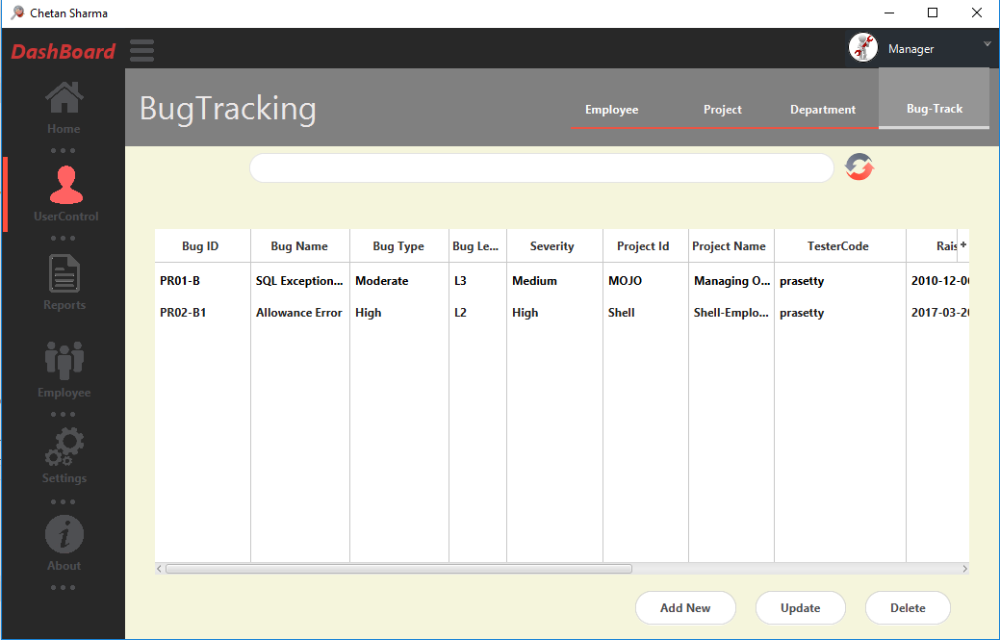 Chetan Sharma
DashBoard
Manager
BugTracking
Employee Project Department Bug-Track
Home
UserControl
Reports
Employee
Settings
About
Bug ID Bug Name Bug Type Bug Le... Severity Project Id Project Name TesterCode Rais +
PR01-B SQL Exception... Moderate L3 Medium MOJO Managing O... prasetty 2010-12-06
PR02-B1 Allowance Error High L2 High Shell Shell-Emplo... prasetty 2017-03-20
Add New Update Delete